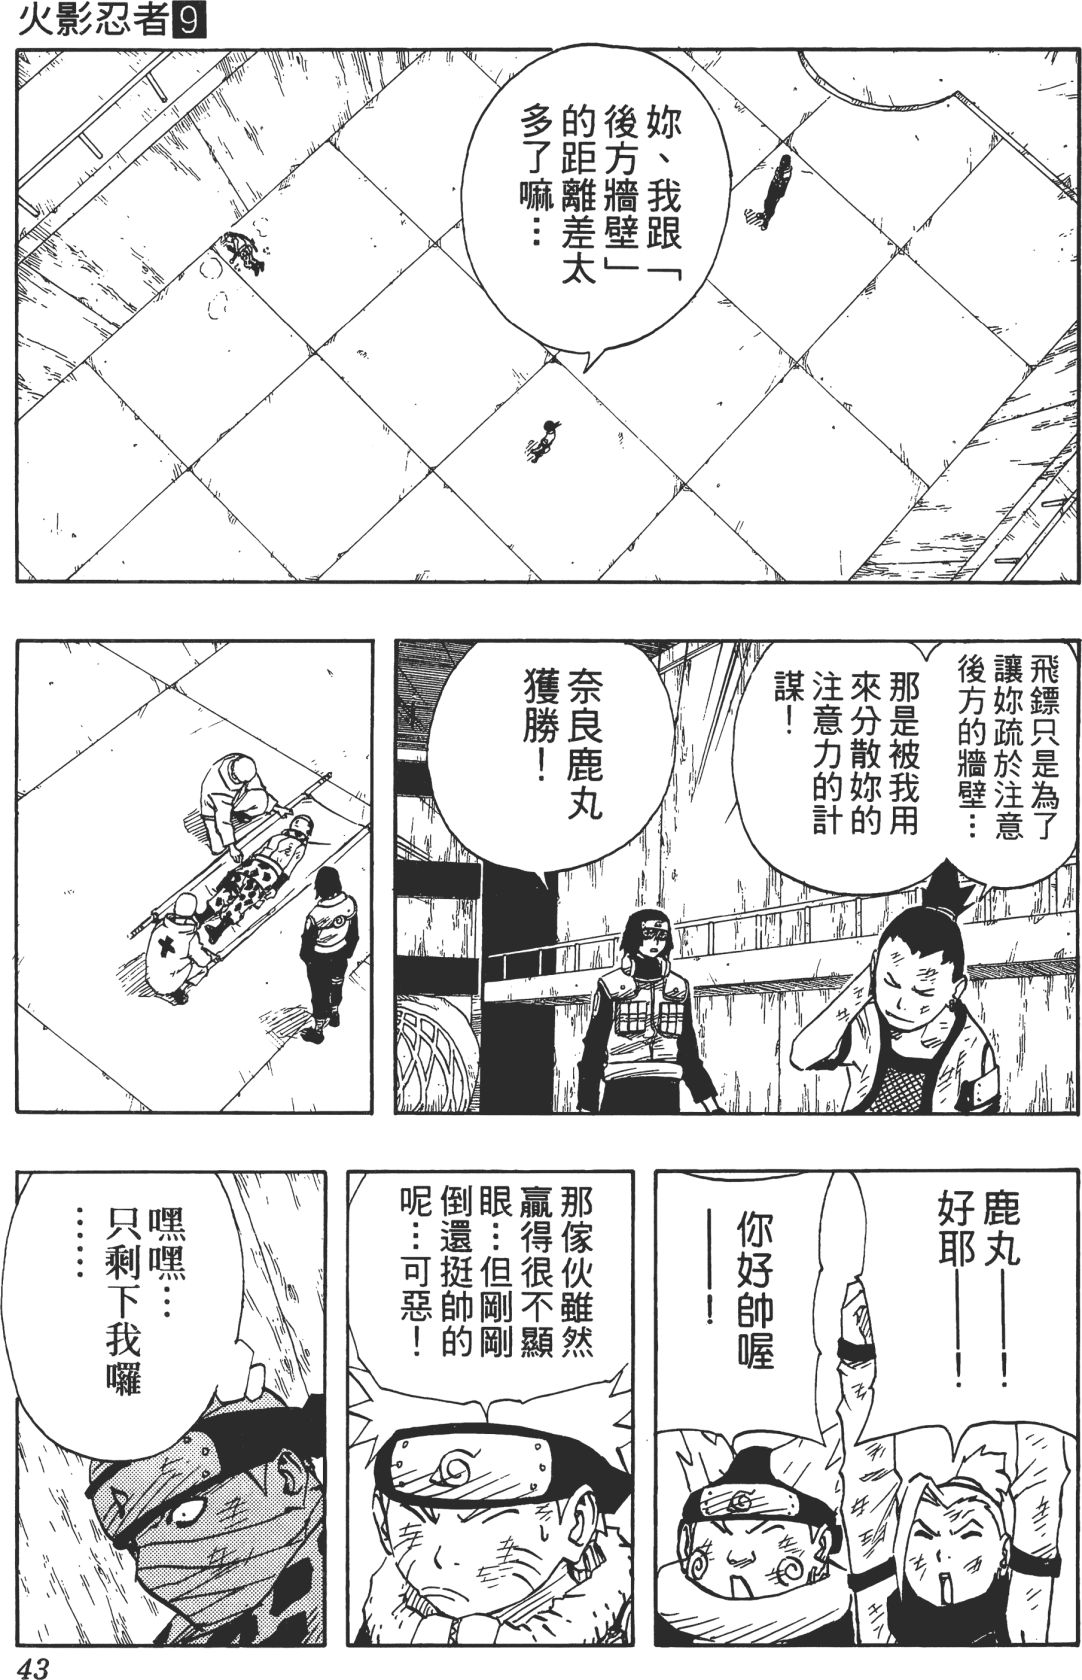 火影忍者9
妳、我跟「
後方牆壁」
的距離差太
多了嘛…
飛鏢只是為了
讓妳疏於注意
後方的牆壁…
那是被我用
來分散妳的
注意力的計
謀！
奈良鹿丸
獲勝！
鹿丸——！
好耶——！
你好帥喔
——！
那傢伙雖然
贏得很不顯
眼…但剛剛
倒還挺帥的
呢…可惡！
嘿嘿…
只剩下我囉
……
43